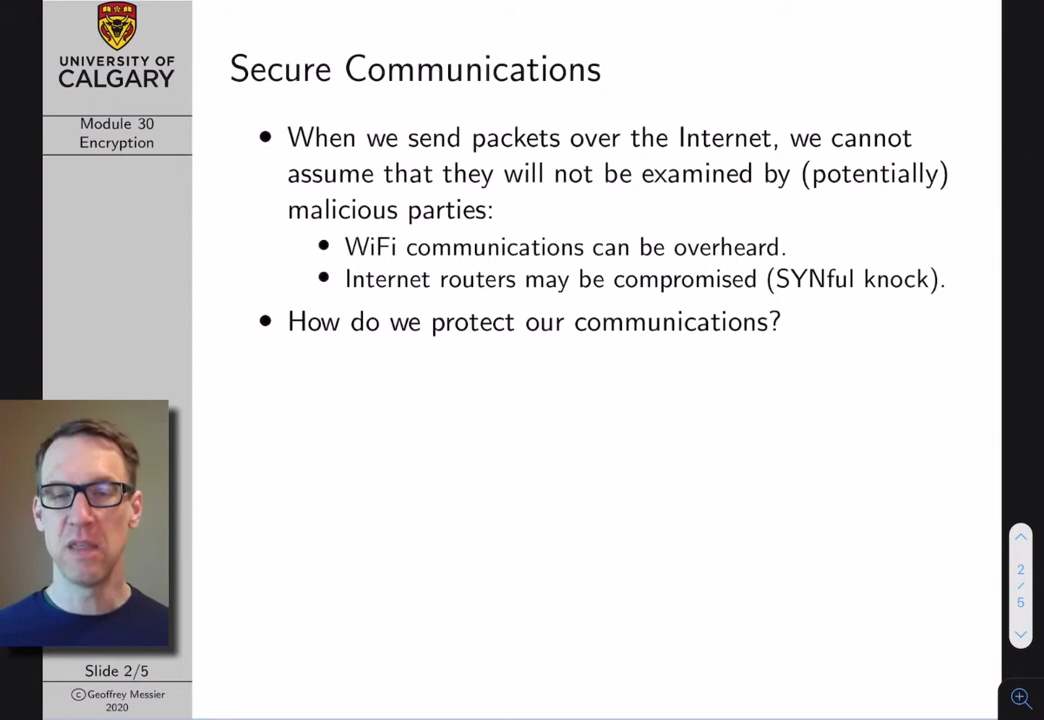 UNIVERSITY OF
CALGARY
Module 30
Encryption
Secure Communications
• When we send packets over the Internet, we cannot
assume that they will not be examined by (potentially)
malicious parties:
• WiFi communications can be overheard.
• Internet routers may be compromised (SYNful knock).
• How do we protect our communications?
2
/
5
Slide 2/5
©Geoffrey Messier
2020